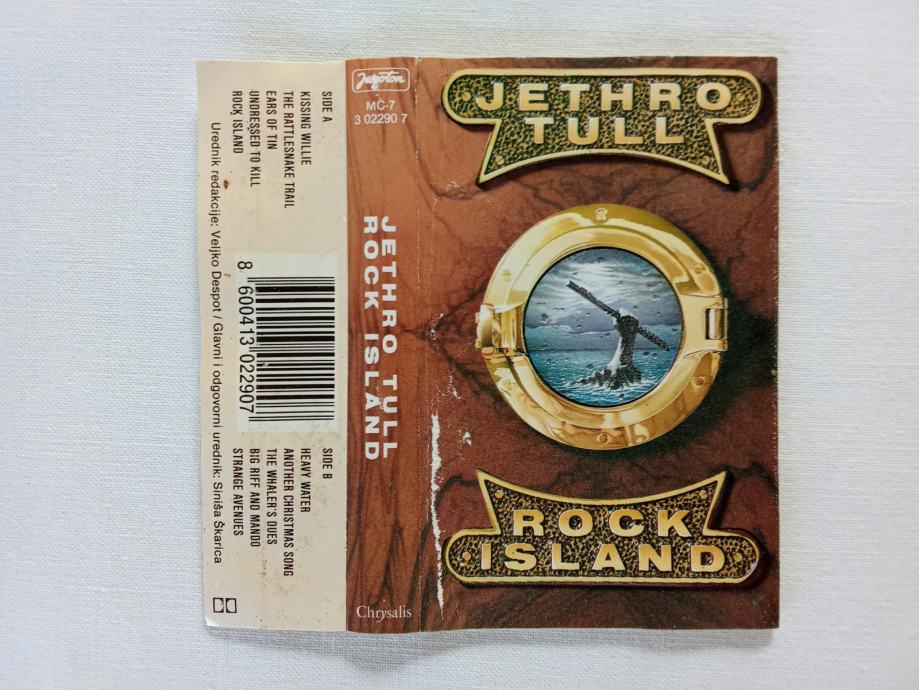 SIDE A
KISSING WILLIE
THE RATTLESNAKE TRAIL
EARS OF TIN
UNDRESSED TO KILL
ROCK ISLAND
SIDE B
HEAVY WATER
ANOTHER CHRISTMAS SONG
THE WHALER'S DUES
BIG RIFF AND MANDO
STRANGE AVENUES
8 600413 022907
Urednik redakcije: Veljko Despot / Glavni i odgovorni urednik: Siniša Škarica
Jugoton
MC-7
3 02290 7
JETHRO TULL
ROCK ISLAND
Chrysalis
JETHRO
TULL
ROCK
ISLAND